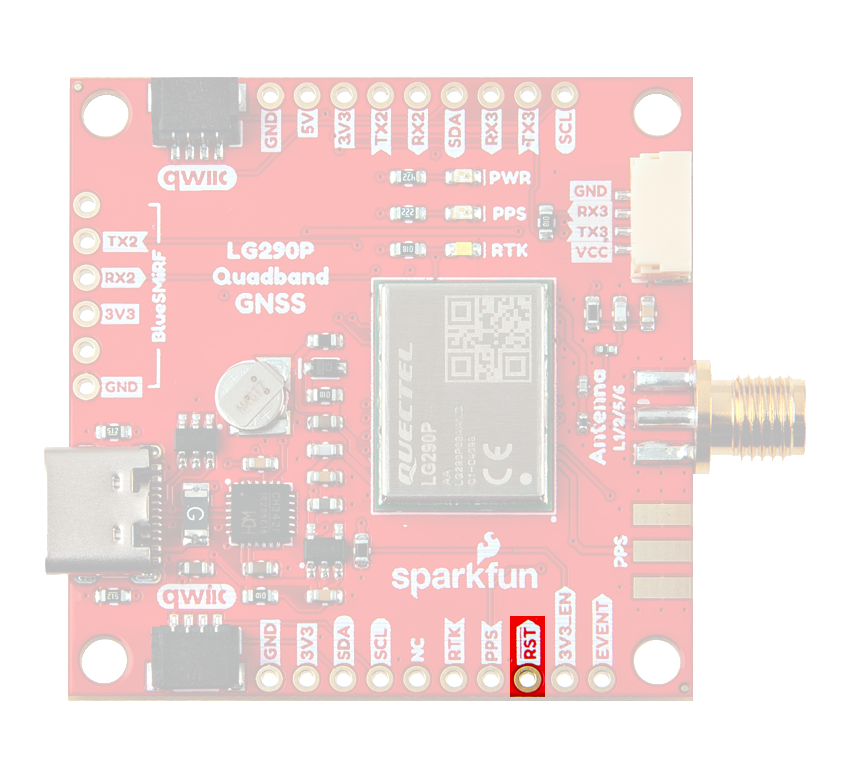 GND
5V
3V3
TX2
RX2
SDA
RX3
TX3
SCL
qwiic
PWR
PPS
RTK
GND
RX3
TX3
VCC
TX2
RX2
3V3
GND
BlueSMiRF
LG290P
Quadband
GNSS
QUECTEL
LG290P
AA
CE
Antenna
L1/2/5/6
G
PPS
sparkfun
qwiic
GND
3V3
SDA
SCL
NC
RTK
PPS
RST
3V3_EN
EVENT